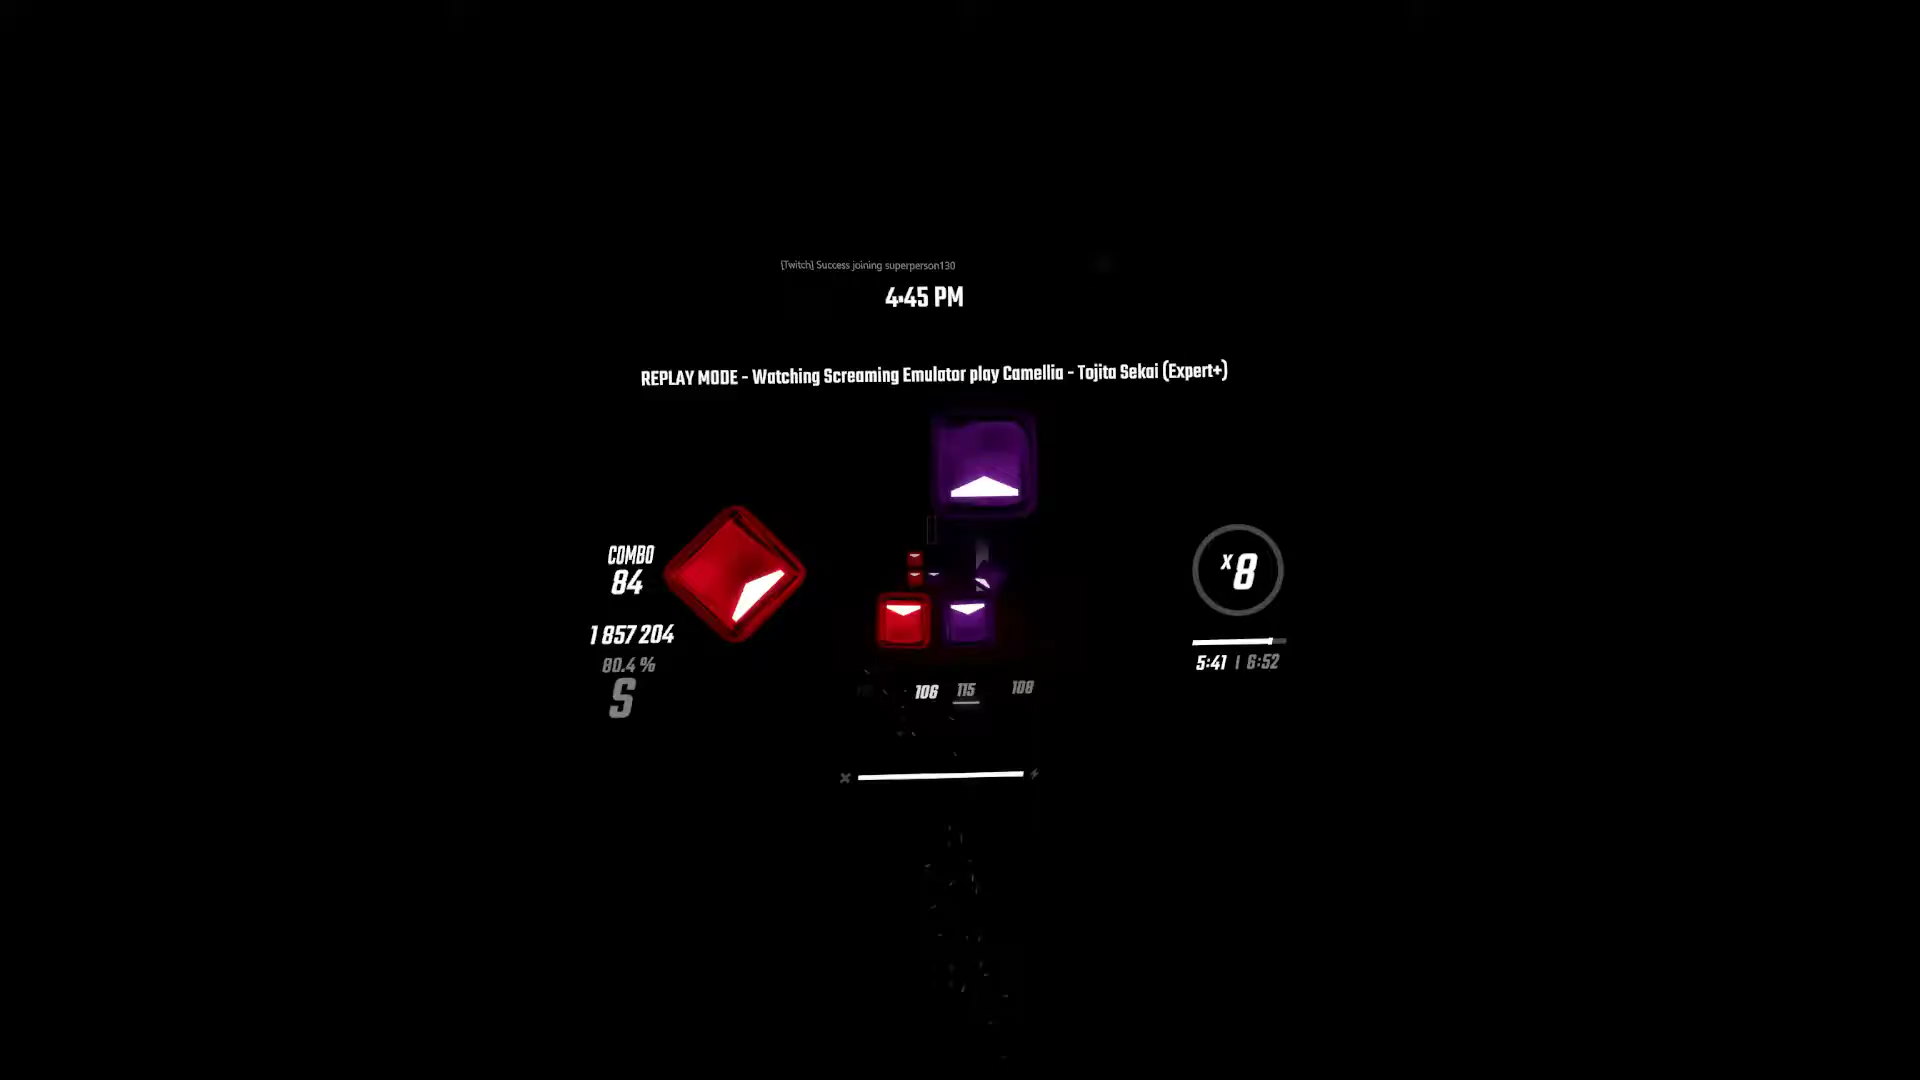 [Twitch] Success joining superperson130
4:45 PM
REPLAY MODE - Watching Screaming Emulator play Camellia - Tojita Sekai (Expert+)
COMBO
84
x8
1 857 204
80.4 %
5:41 | 6:52
S
106 115 108